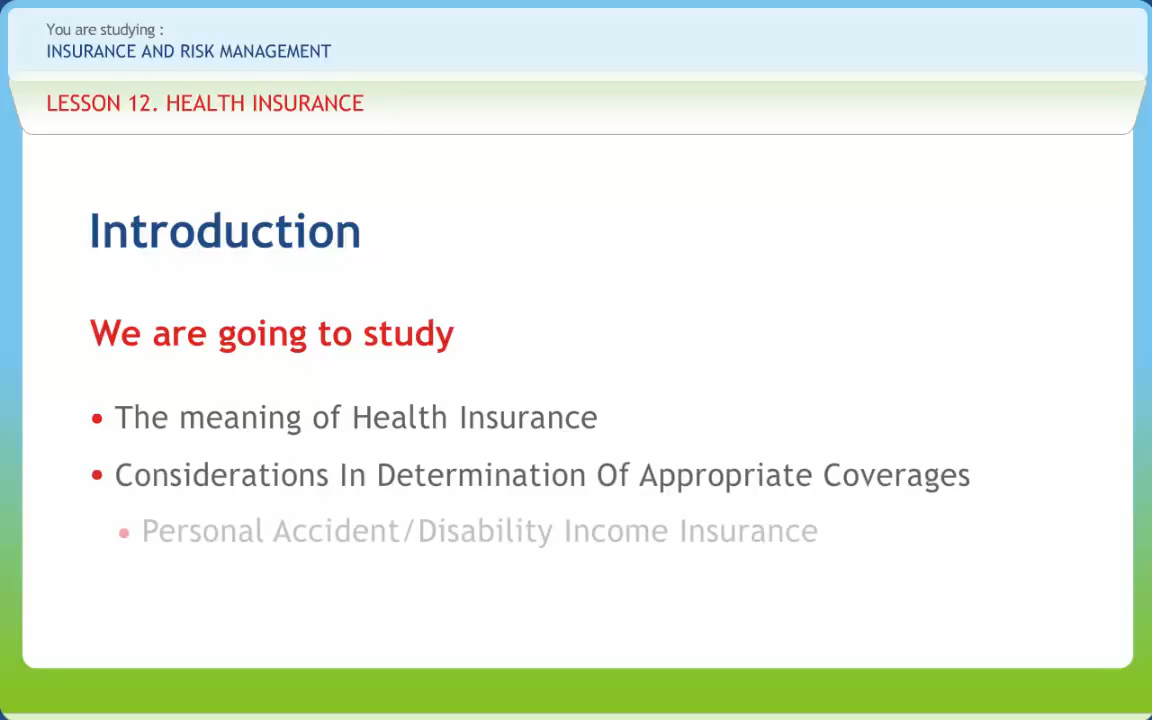 You are studying :
INSURANCE AND RISK MANAGEMENT
LESSON 12. HEALTH INSURANCE
Introduction
We are going to study
• The meaning of Health Insurance
• Considerations In Determination Of Appropriate Coverages
• Personal Accident/Disability Income Insurance